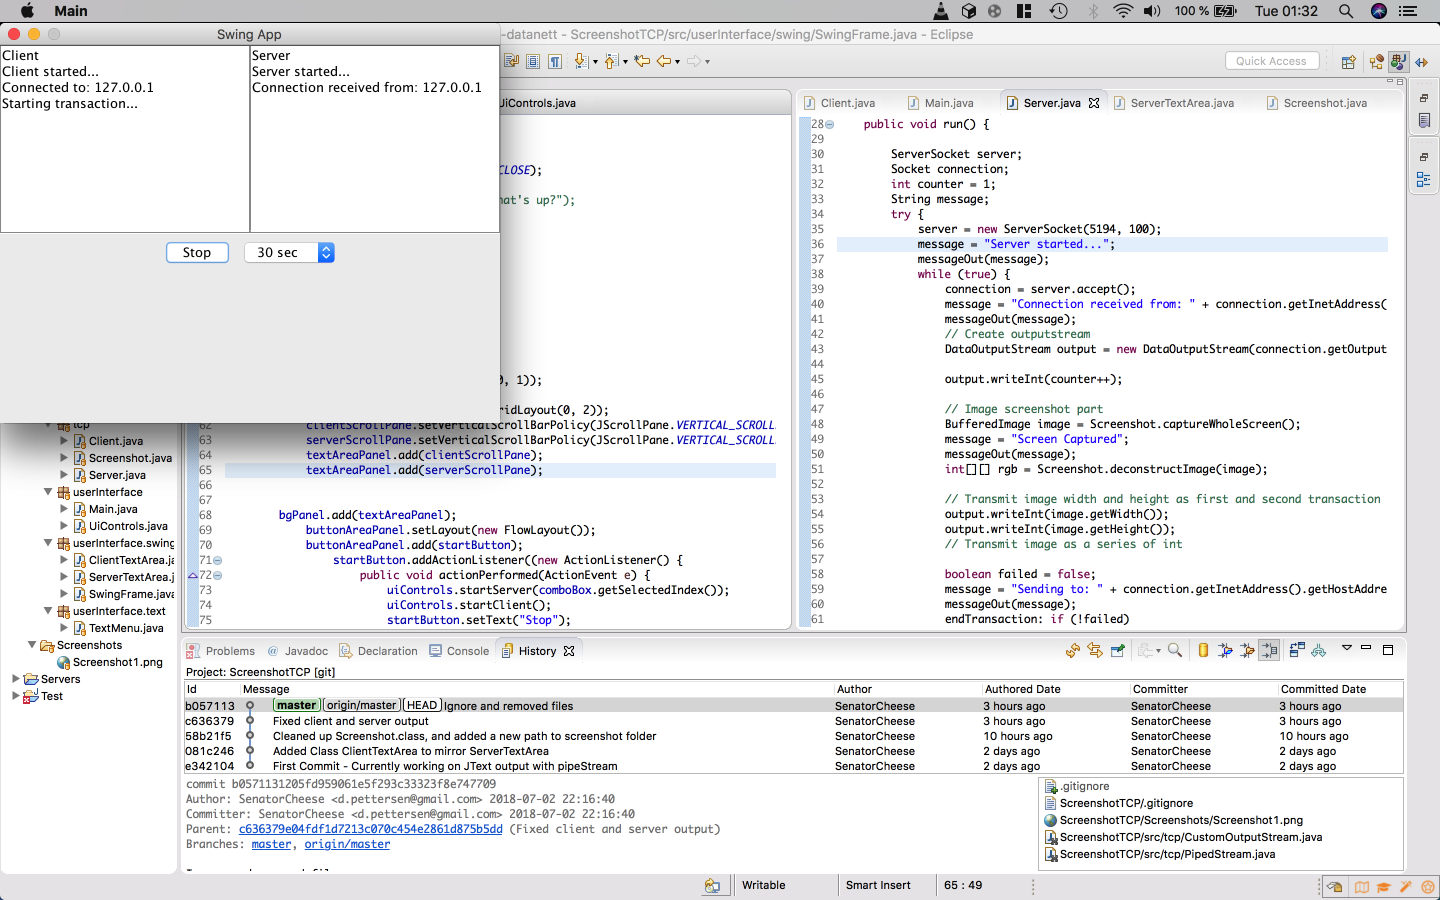 Main
100 %
Tue 01:32
Swing App
-datanett - ScreenshotTCP/src/userInterface/swing/SwingFrame.java - Eclipse
Client
Client started...
Connected to: 127.0.0.1
Starting transaction...
Server
Server started...
Connection received from: 127.0.0.1
Stop
30 sec
Quick Access
UiControls.java
CLOSE);
hat's up?");
0, 1));
ridLayout(0, 2));
62 clientScrollPane.setVerticalScrollBarPolicy(JScrollPane.VERTICAL_SCROLL
63 serverScrollPane.setVerticalScrollBarPolicy(JScrollPane.VERTICAL_SCROLL
64 textAreaPanel.add(clientScrollPane);
65 textAreaPanel.add(serverScrollPane);
66
67
68 bgPanel.add(textAreaPanel);
69 buttonAreaPanel.setLayout(new FlowLayout());
70 buttonAreaPanel.add(startButton);
71 startButton.addActionListener((new ActionListener() {
72 public void actionPerformed(ActionEvent e) {
73 uiControls.startServer(comboBox.getSelectedIndex());
74 uiControls.startClient();
75 startButton.setText("Stop");
Client.java
Main.java
Server.java
ServerTextArea.java
Screenshot.java
28 public void run() {
29
30 ServerSocket server;
31 Socket connection;
32 int counter = 1;
33 String message;
34 try {
35 server = new ServerSocket(5194, 100);
36 message = "Server started...";
37 messageOut(message);
38 while (true) {
39 connection = server.accept();
40 message = "Connection received from: " + connection.getInetAddress(
41 messageOut(message);
42 // Create outputstream
43 DataOutputStream output = new DataOutputStream(connection.getOutput
44
45 output.writeInt(counter++);
46
47 // Image screenshot part
48 BufferedImage image = Screenshot.captureWholeScreen();
49 message = "Screen Captured";
50 messageOut(message);
51 int[][] rgb = Screenshot.deconstructImage(image);
52
53 // Transmit image width and height as first and second transaction
54 output.writeInt(image.getWidth());
55 output.writeInt(image.getHeight());
56 // Transmit image as a series of int
57
58 boolean failed = false;
59 message = "Sending to: " + connection.getInetAddress().getHostAddre
60 messageOut(message);
61 endTransaction: if (!failed)
tcp
Client.java
Screenshot.java
Server.java
userInterface
Main.java
UiControls.java
userInterface.swing
ClientTextArea.ja
ServerTextArea.j
SwingFrame.java
userInterface.text
TextMenu.java
Screenshots
Screenshot1.png
Servers
Test
Problems
@ Javadoc
Declaration
Console
History
Project: ScreenshotTCP [git]
Id Message Author Authored Date Committer Committed Date
b057113 master origin/master HEAD Ignore and removed files SenatorCheese 3 hours ago SenatorCheese 3 hours ago
c636379 Fixed client and server output SenatorCheese 3 hours ago SenatorCheese 3 hours ago
58b21f5 Cleaned up Screenshot.class, and added a new path to screenshot folder SenatorCheese 10 hours ago SenatorCheese 10 hours ago
081c246 Added Class ClientTextArea to mirror ServerTextArea SenatorCheese 2 days ago SenatorCheese 2 days ago
e342104 First Commit - Currently working on JText output with pipeStream SenatorCheese 2 days ago SenatorCheese 2 days ago
commit b0571131205fd959061e5f293c33323f8e747709
Author: SenatorCheese <d.pettersen@gmail.com> 2018-07-02 22:16:40
Committer: SenatorCheese <d.pettersen@gmail.com> 2018-07-02 22:16:40
Parent: c636379e04fdf1d7213c070c454e2861d875b5dd (Fixed client and server output)
Branches: master, origin/master
.gitignore
ScreenshotTCP/.gitignore
ScreenshotTCP/Screenshots/Screenshot1.png
ScreenshotTCP/src/tcp/CustomOutputStream.java
ScreenshotTCP/src/tcp/PipedStream.java
Writable
Smart Insert
65 : 49